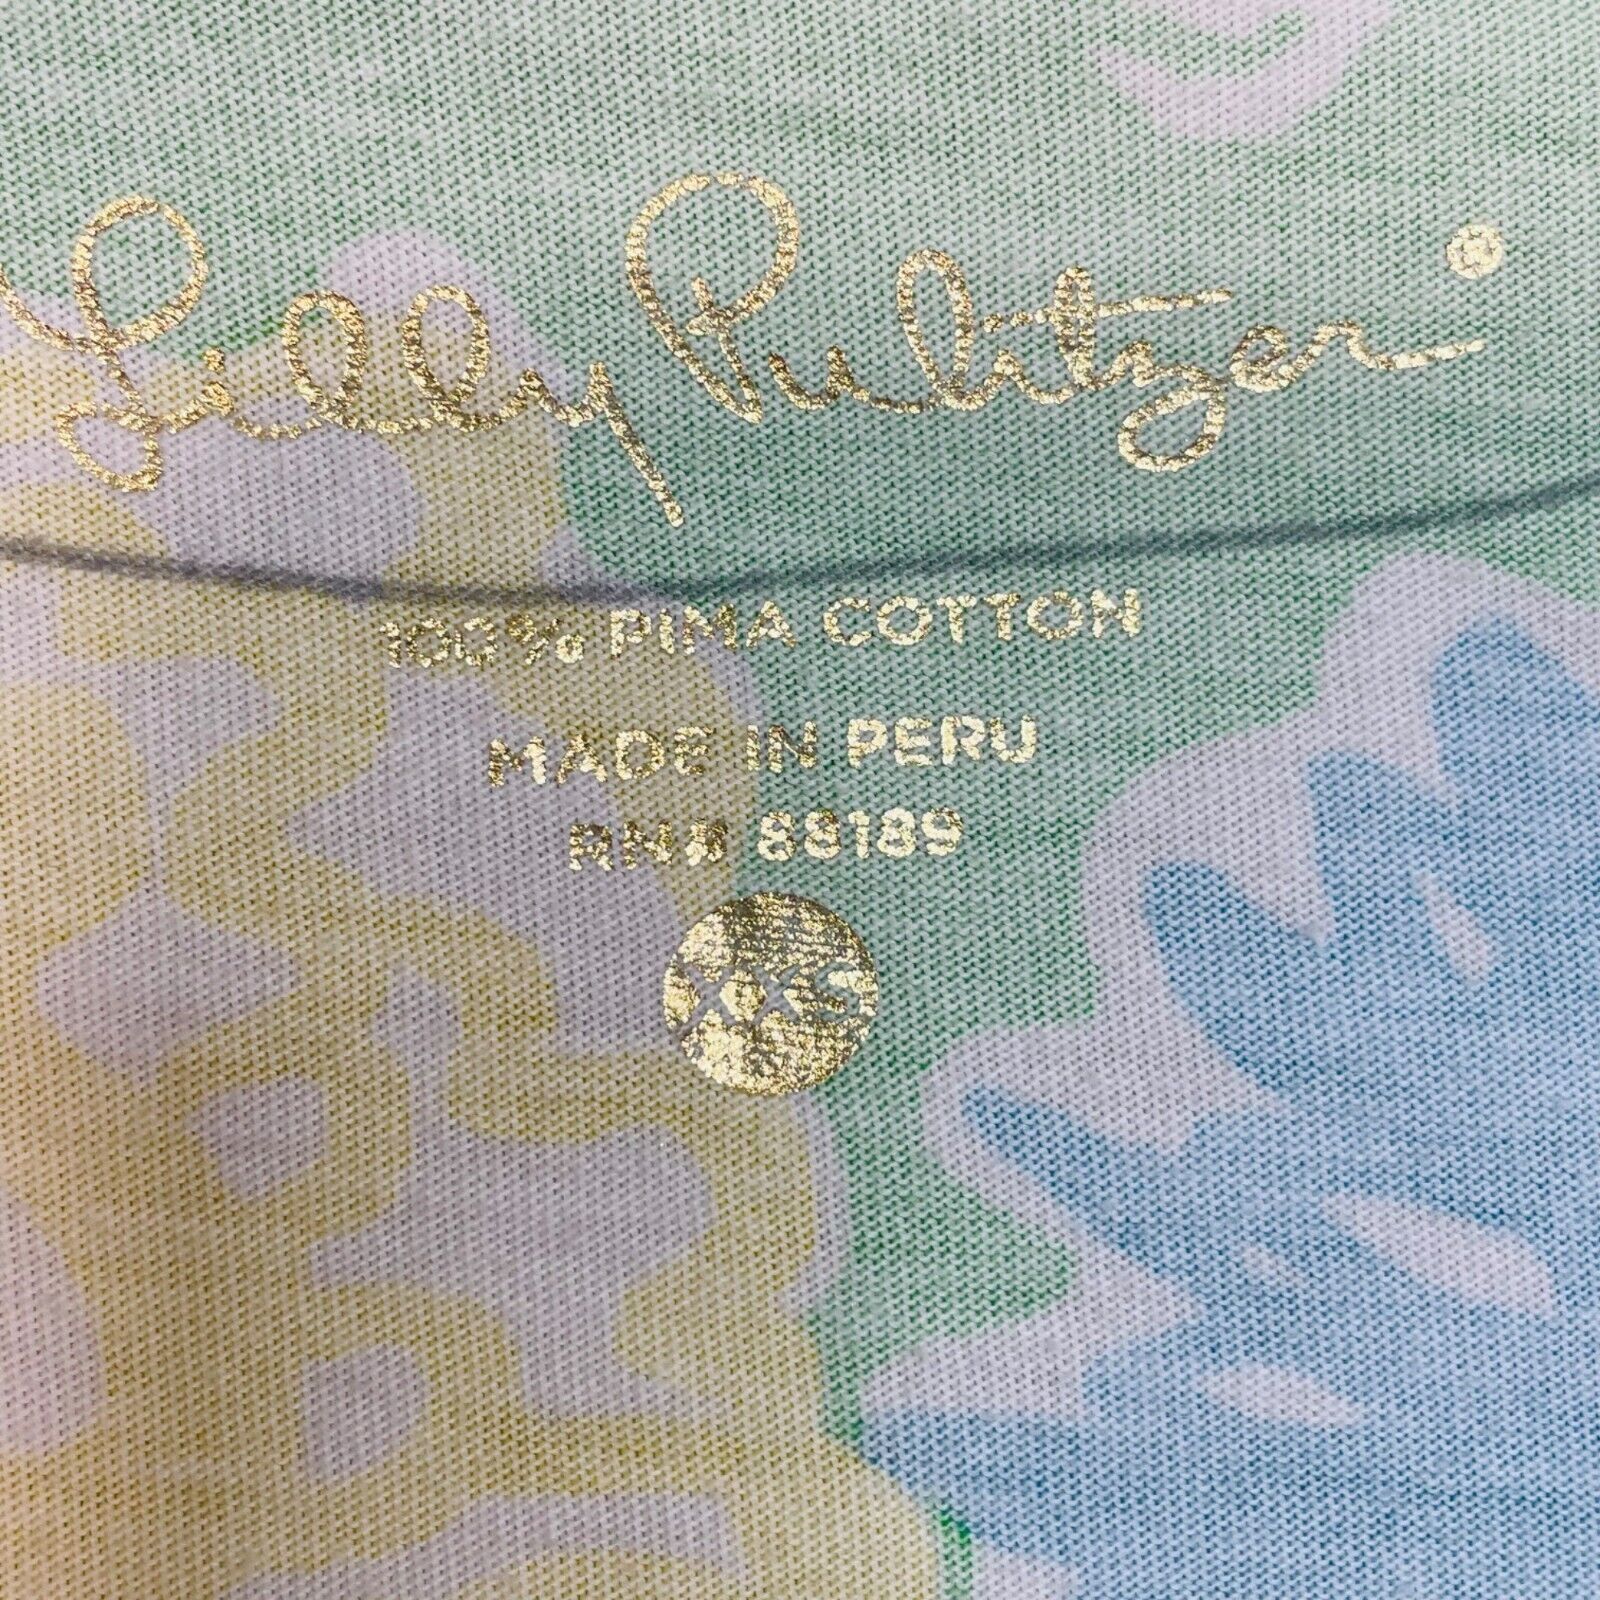 Lilly Pulitzer®
100% PIMA COTTON
MADE IN PERU
RN# 88189
XXS